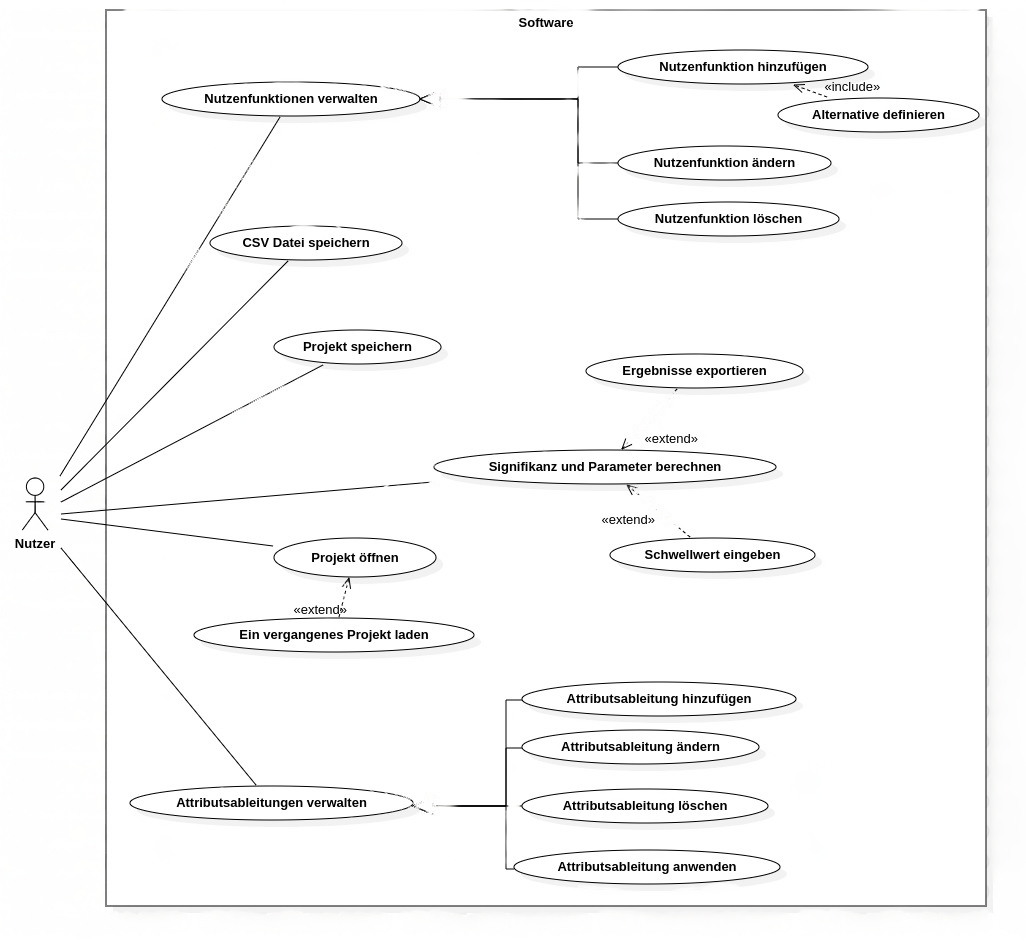 Software
Nutzenfunktion hinzufügen
«include»
Nutzenfunktionen verwalten
Alternative definieren
Nutzenfunktion ändern
Nutzenfunktion löschen
CSV Datei speichern
Projekt speichern
Ergebnisse exportieren
«extend»
Signifikanz und Parameter berechnen
«extend»
Nutzer
Projekt öffnen
Schwellwert eingeben
«extend»
Ein vergangenes Projekt laden
Attributsableitung hinzufügen
Attributsableitung ändern
Attributsableitungen verwalten
Attributsableitung löschen
Attributsableitung anwenden